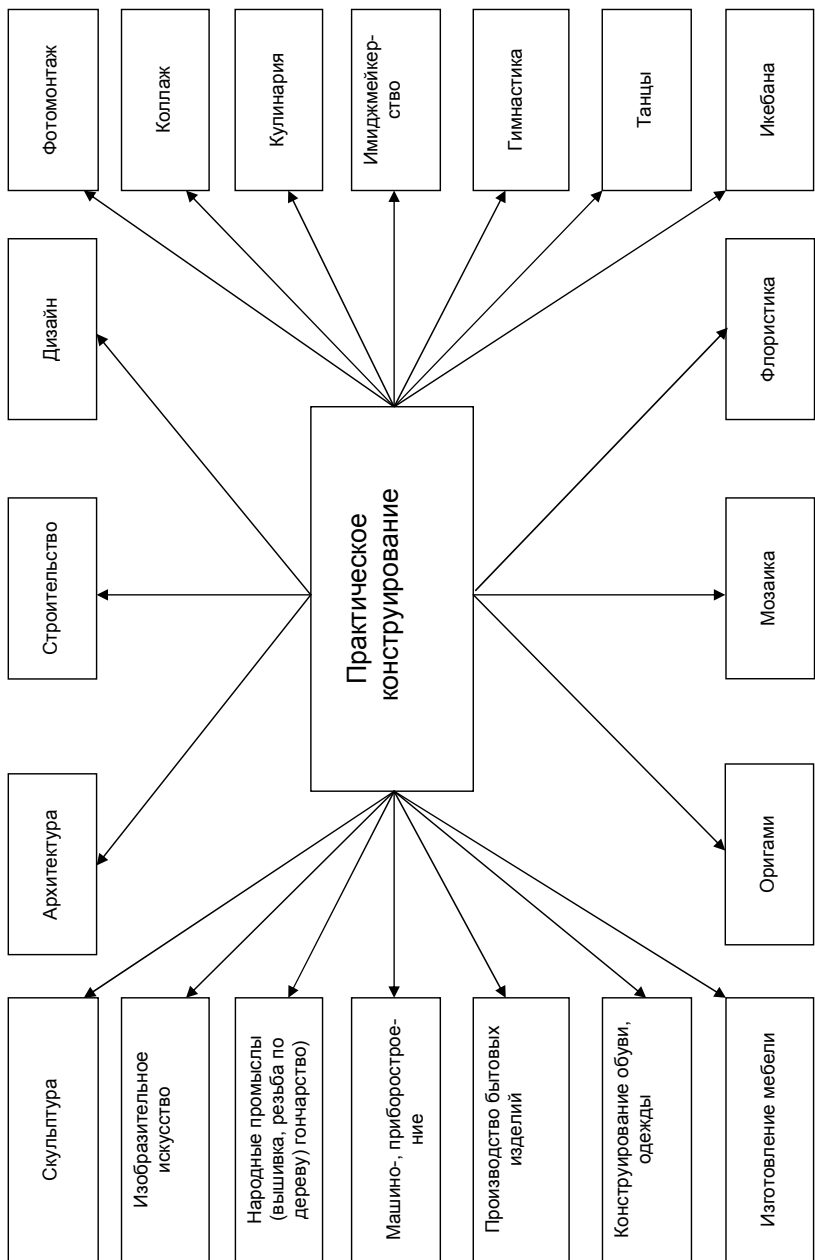 Скульптура
Архитектура
Строительство
Дизайн
Фотомонтаж
Изобразительное
искусство
Коллаж
Народные промыслы
(вышивка, резьба по
дереву) гончарство)
Кулинария
Практическое
конструирование
Машино-, приборострое-
ние
Имиджмейкер-
ство
Производство бытовых
изделий
Гимнастика
Конструирование обуви,
одежды
Танцы
Изготовление мебели
Оригами
Мозаика
Флористика
Икебана